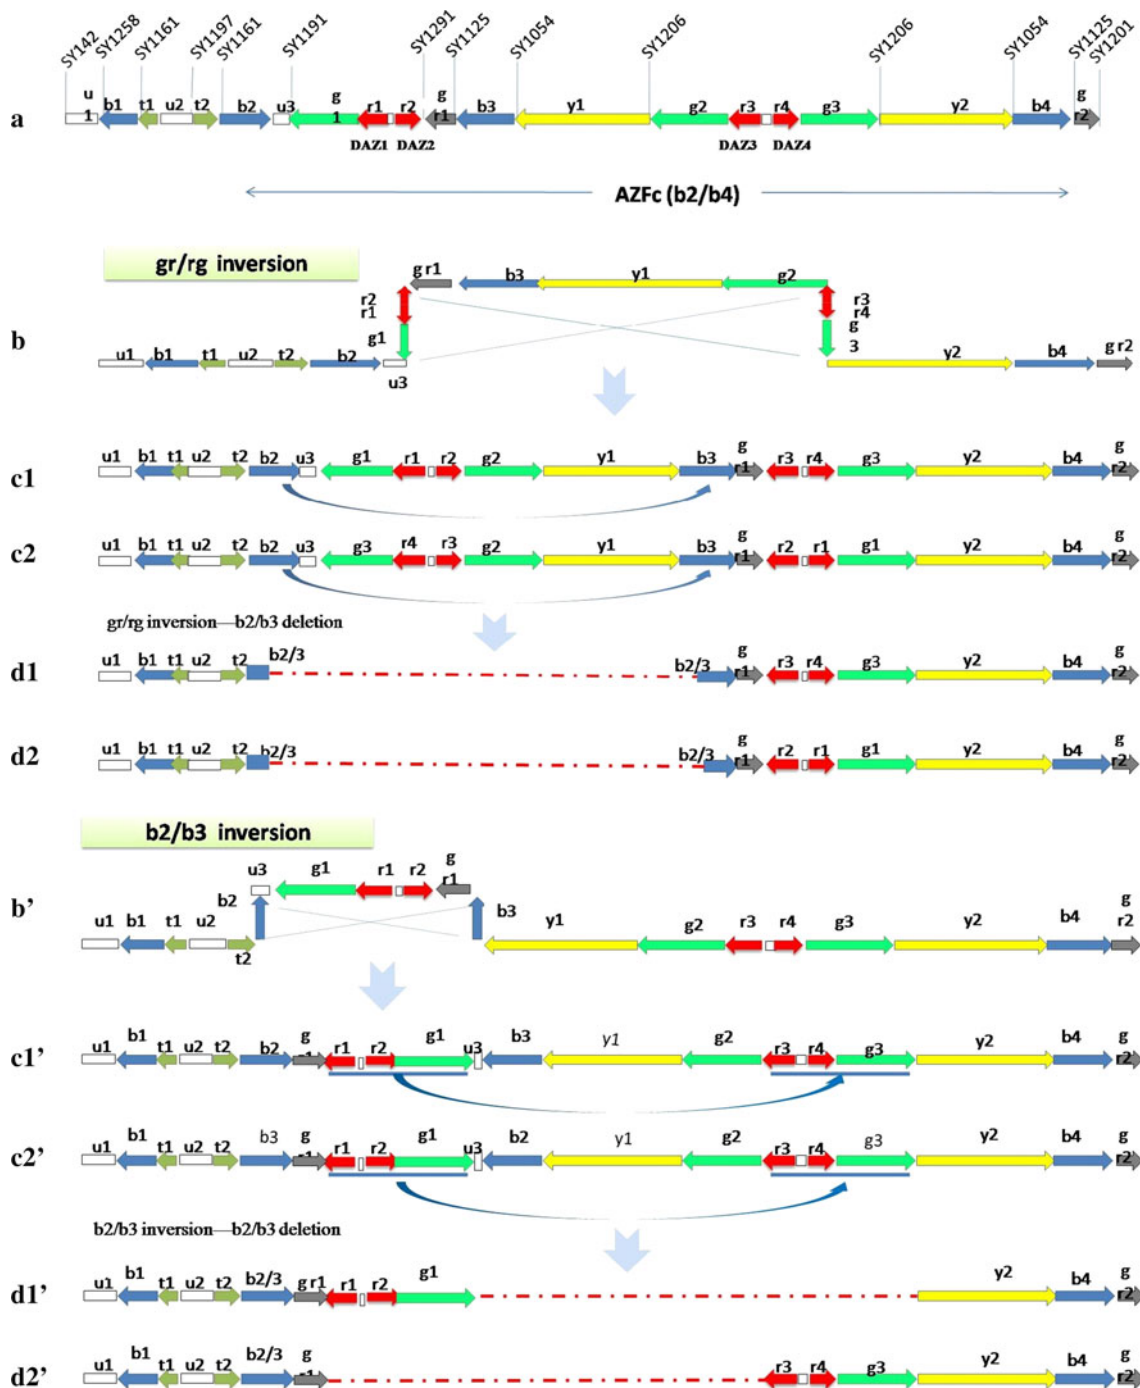 SY142 SY1258 SY1161 SY1197 SY1161 SY1191 SY1291 SY1125 SY1054 SY1206 SY1206 SY1054 SY1125 SY1201
a u1 b1 t1 u2 t2 b2 u3 g1 r1 r2 gr1 b3 y1 g2 r3 r4 g3 y2 b4 gr2
DAZ1 DAZ2 DAZ3 DAZ4
AZFc (b2/b4)
gr/rg inversion
gr1 b3 y1 g2
r2 r3
r1 r4
g1 g3
b u1 b1 t1 u2 t2 b2 u3 y2 b4 gr2
c1 u1 b1 t1 u2 t2 b2 u3 g1 r1 r2 g2 y1 b3 gr1 r3 r4 g3 y2 b4 gr2
c2 u1 b1 t1 u2 t2 b2 u3 g3 r4 r3 g2 y1 b3 gr1 r2 r1 g1 y2 b4 gr2
gr/rg inversion—b2/b3 deletion
d1 u1 b1 t1 u2 t2 b2/3 b2/3 gr1 r3 r4 g3 y2 b4 gr2
d2 u1 b1 t1 u2 t2 b2/3 b2/3 gr1 r2 r1 g1 y2 b4 gr2
b2/b3 inversion
u3 g1 r1 r2 gr1
b' u1 b1 t1 u2 t2 b2 b3 y1 g2 r3 r4 g3 y2 b4 gr2
c1' u1 b1 t1 u2 t2 b2 gr1 r1 r2 g1 u3 b3 y1 g2 r3 r4 g3 y2 b4 gr2
c2' u1 b1 t1 u2 t2 b3 gr1 r1 r2 g1 u3 b2 y1 g2 r3 r4 g3 y2 b4 gr2
b2/b3 inversion—b2/b3 deletion
d1' u1 b1 t1 u2 t2 b2/3 gr1 r1 r2 g1 y2 b4 gr2
d2' u1 b1 t1 u2 t2 b2/3 gr1 r3 r4 g3 y2 b4 gr2